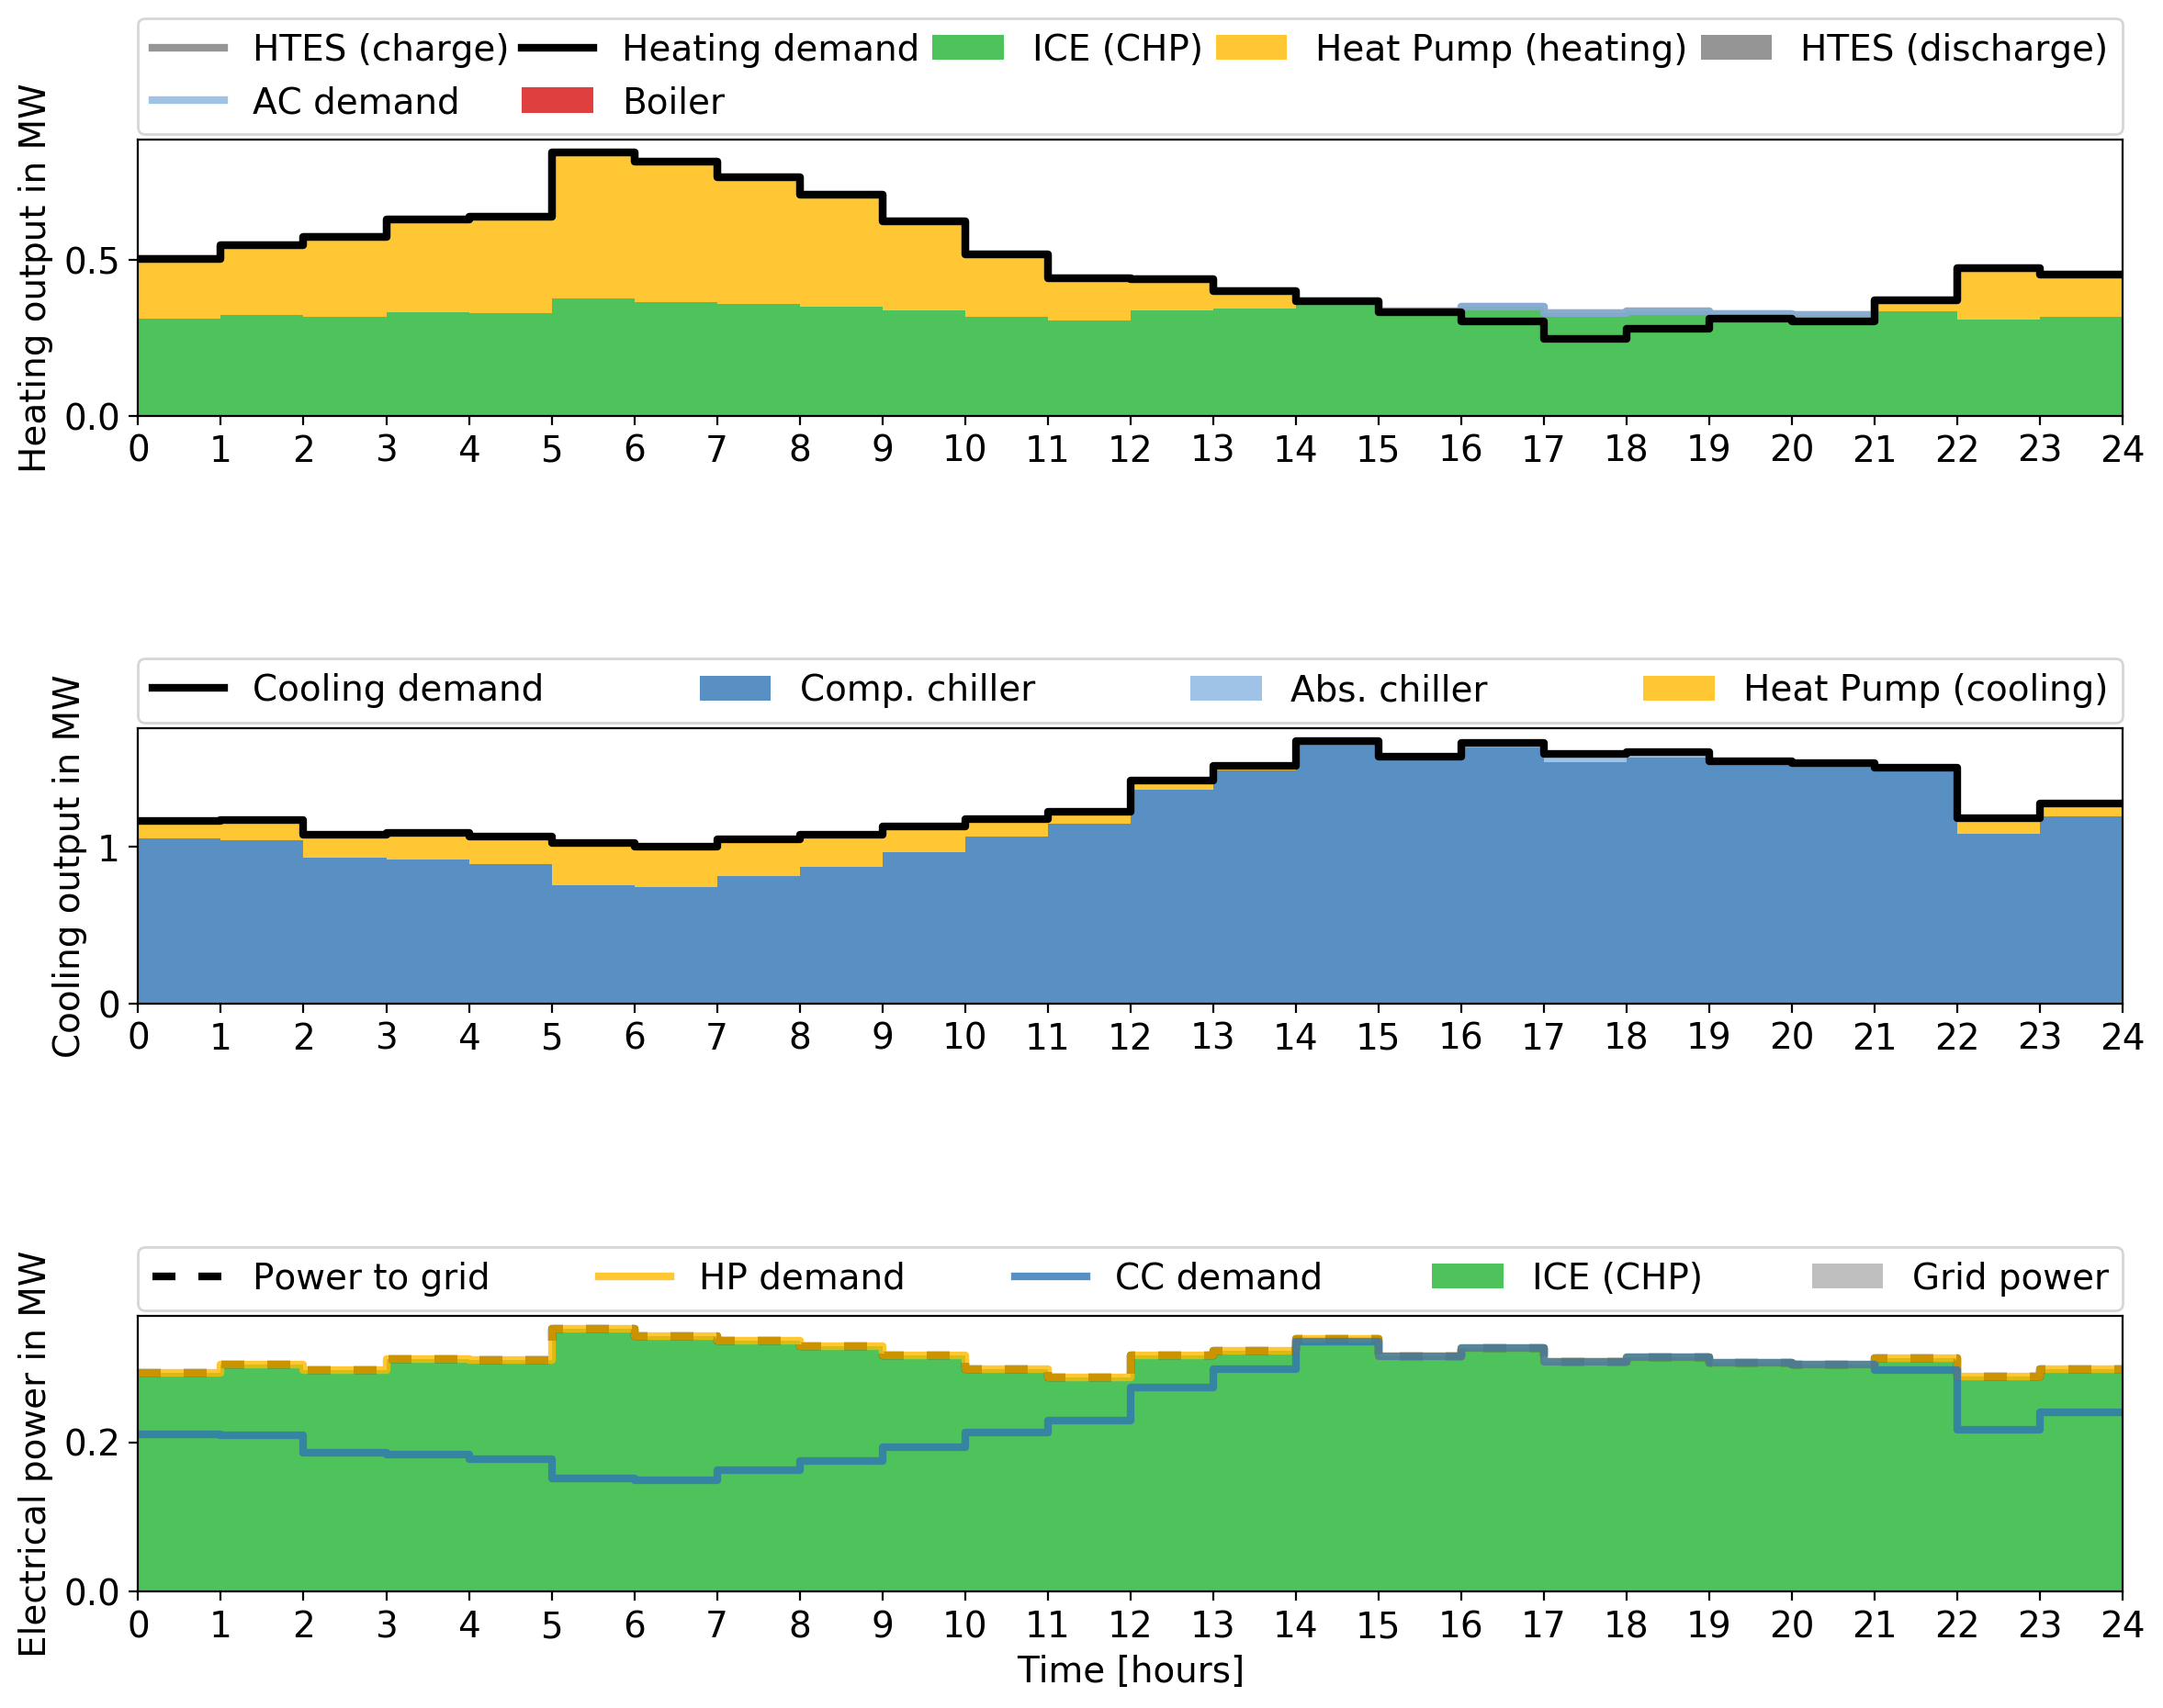 HTES (charge) Heating demand ICE (CHP) Heat Pump (heating) HTES (discharge)
AC demand Boiler
Heating output in MW
0.5
0.0
0 1 2 3 4 5 6 7 8 9 10 11 12 13 14 15 16 17 18 19 20 21 22 23 24
Cooling demand Comp. chiller Abs. chiller Heat Pump (cooling)
Cooling output in MW
1
0
0 1 2 3 4 5 6 7 8 9 10 11 12 13 14 15 16 17 18 19 20 21 22 23 24
Power to grid HP demand CC demand ICE (CHP) Grid power
Electrical power in MW
0.2
0.0
0 1 2 3 4 5 6 7 8 9 10 11 12 13 14 15 16 17 18 19 20 21 22 23 24
Time [hours]